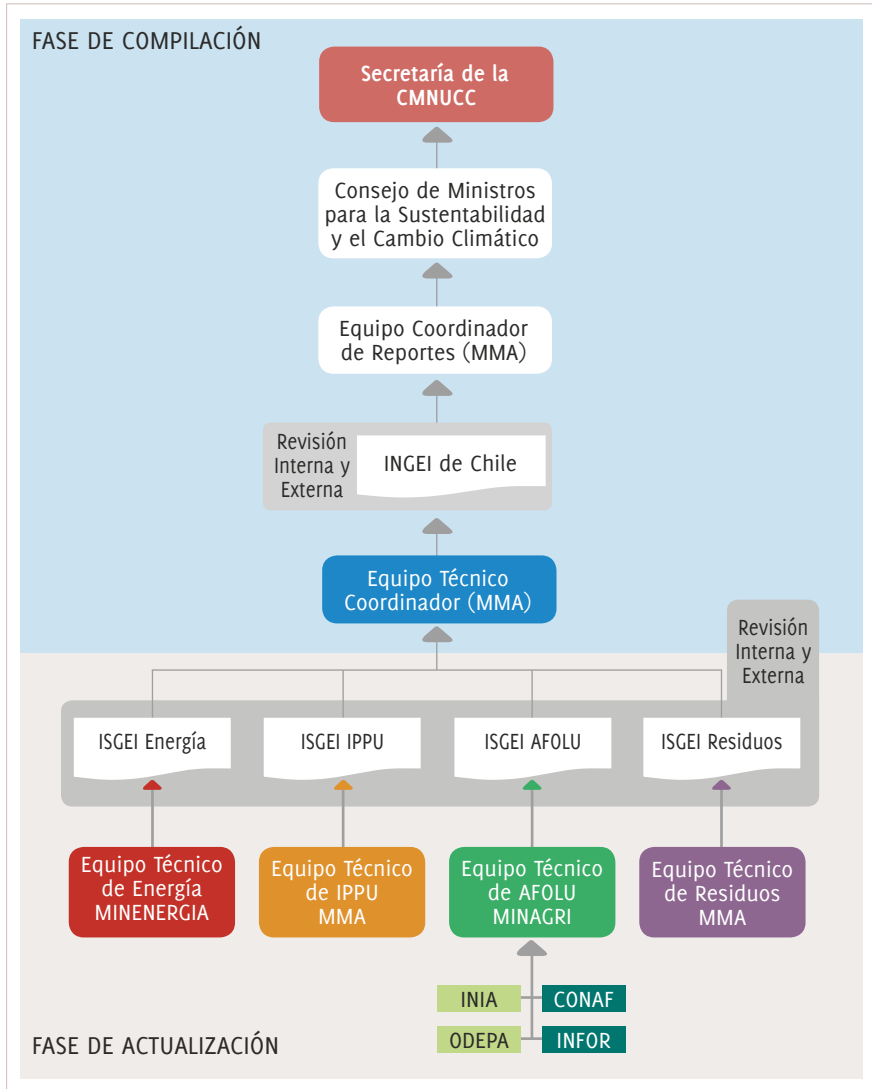 FASE DE COMPILACIÓN
Secretaría de la
CMNUCC
Consejo de Ministros
para la Sustentabilidad
y el Cambio Climático
Equipo Coordinador
de Reportes (MMA)
Revisión
Interna y
Externa
INGEI de Chile
Equipo Técnico
Coordinador (MMA)
Revisión
Interna y
Externa
ISGEI Energía
ISGEI IPPU
ISGEI AFOLU
ISGEI Residuos
Equipo Técnico
de Energía
MINENERGIA
Equipo Técnico
de IPPU
MMA
Equipo Técnico
de AFOLU
MINAGRI
Equipo Técnico
de Residuos
MMA
INIA
CONAF
ODEPA
INFOR
FASE DE ACTUALIZACIÓN